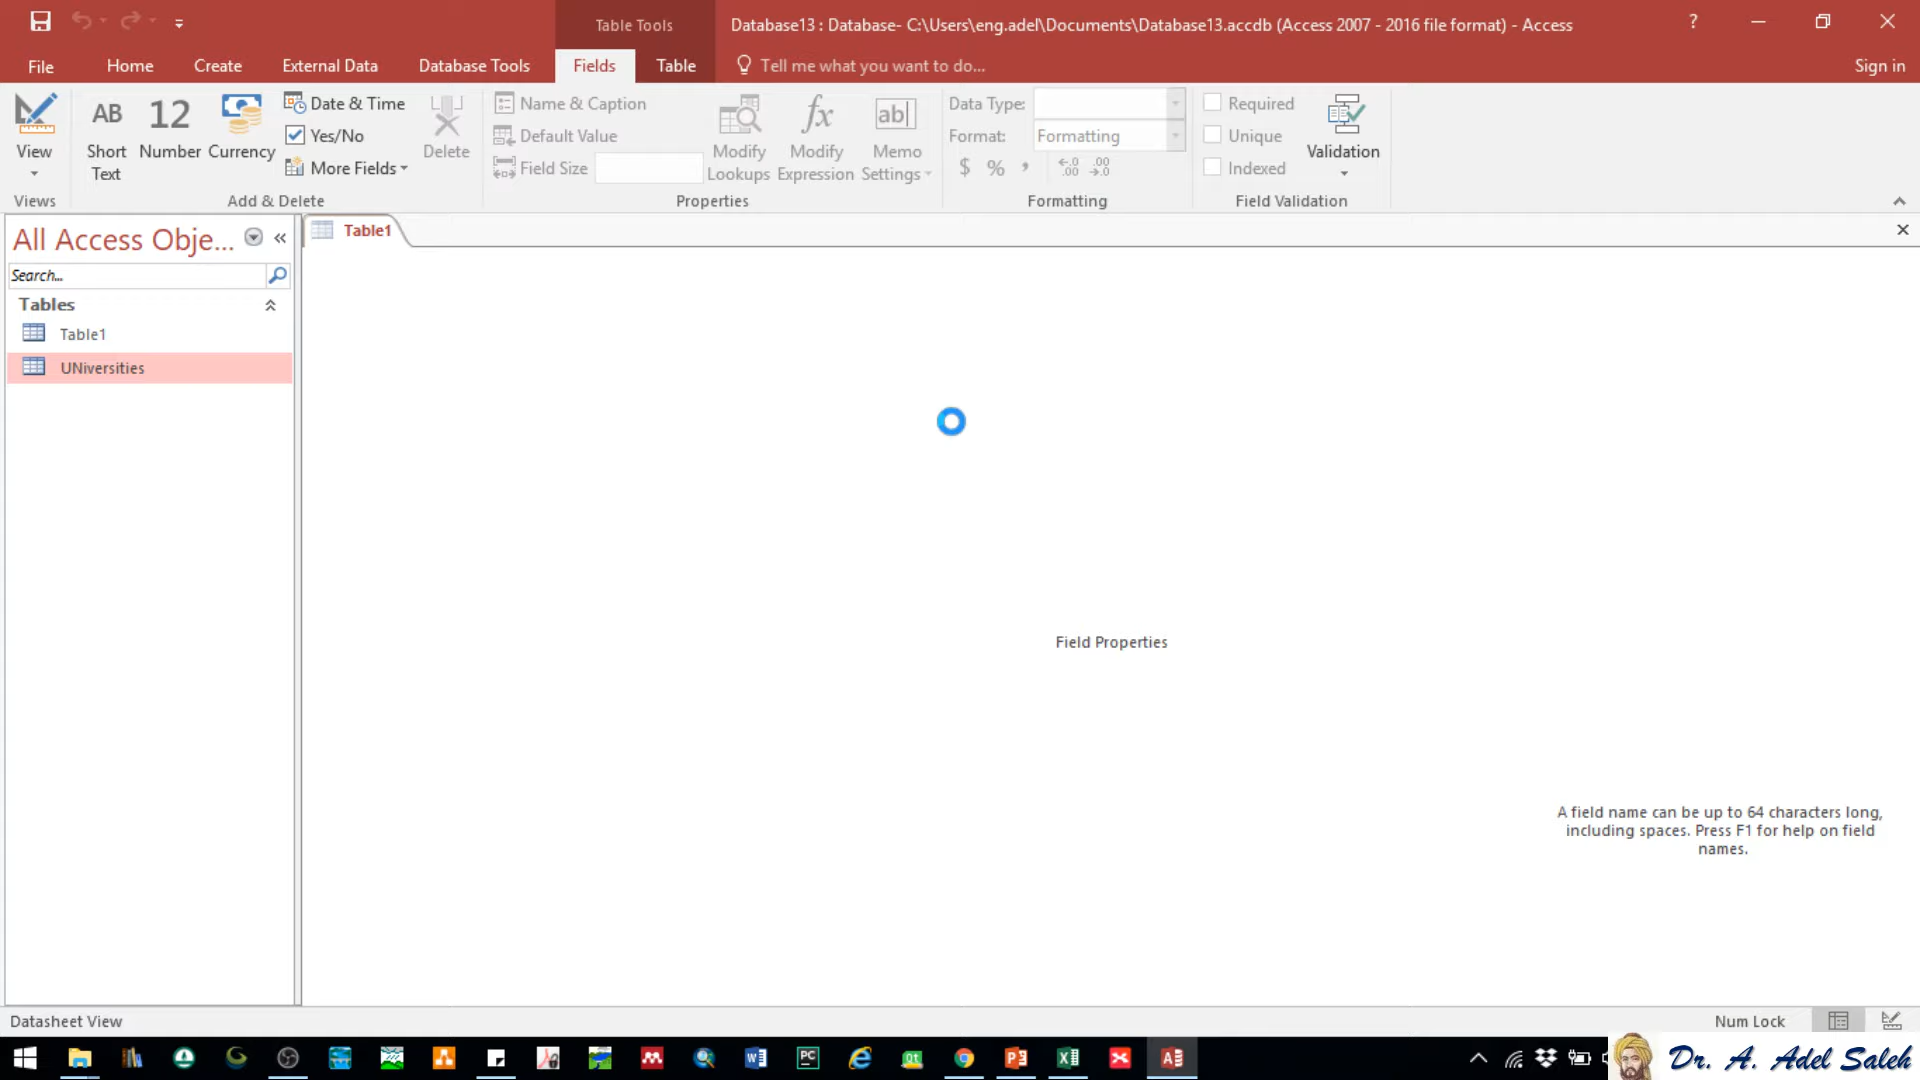 Table Tools
Database13 : Database- C:\Users\eng.adel\Documents\Database13.accdb (Access 2007 - 2016 file format) - Access
?
File
Home
Create
External Data
Database Tools
Fields
Table
Tell me what you want to do...
Sign in
View
Views
AB
Short
Text
12
Number
Currency
Date & Time
Yes/No
More Fields
Delete
Add & Delete
Name & Caption
Default Value
Field Size
Modify
Lookups
fx
Modify
Expression
ab|
Memo
Settings
Properties
Data Type:
Format:
Formatting
$ % ,
←.0
.00
.00
→.0
Formatting
Required
Unique
Indexed
Validation
Field Validation
All Access Obje...
Search...
Tables
Table1
UNiversities
Table1
Field Properties
A field name can be up to 64 characters long,
including spaces. Press F1 for help on field
names.
Datasheet View
Num Lock
Dr. A. Adel Saleh